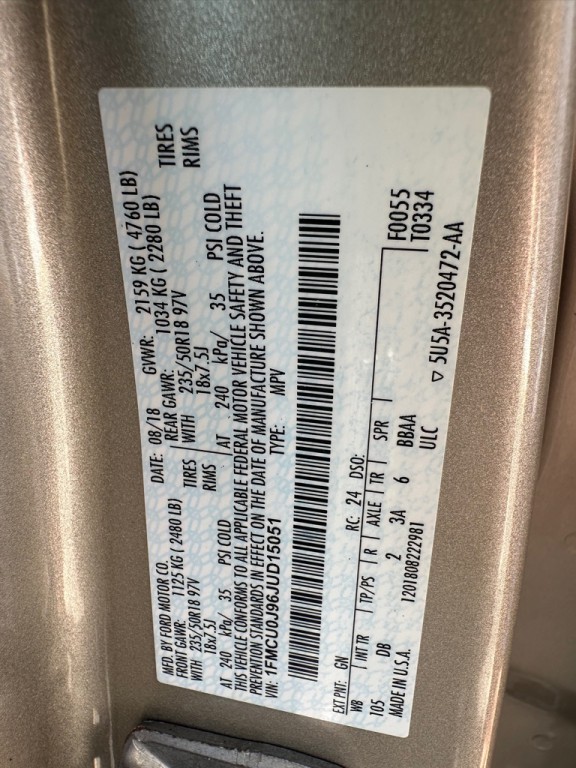 MFD. BY FORD MOTOR CO.
DATE: 08/18 GVWR: 2159 KG ( 4760 LB)
FRONT GAWR: 1125 KG ( 2480 LB) REAR GAWR: 1034 KG ( 2280 LB)
WITH 235/50R18 97V TIRES WITH 235/50R18 97V TIRES
18x7.5J RIMS 18x7.5J RIMS
AT 240 kPa/ 35 PSI COLD AT 240 kPa/ 35 PSI COLD
THIS VEHICLE CONFORMS TO ALL APPLICABLE FEDERAL MOTOR VEHICLE SAFETY AND THEFT
PREVENTION STANDARDS IN EFFECT ON THE DATE OF MANUFACTURE SHOWN ABOVE.
VIN: 1FMCU0J96JUD15051 TYPE: MPV
EXT PNT: GN RC: 24 DSO: F0055
WB INT TR TP/PS R AXLE TR SPR T0334
105 DB 2 3A 6 BBAA
MADE IN U.S.A. 12018082229B1 ULC ▽ 5U5A-3520472-AA